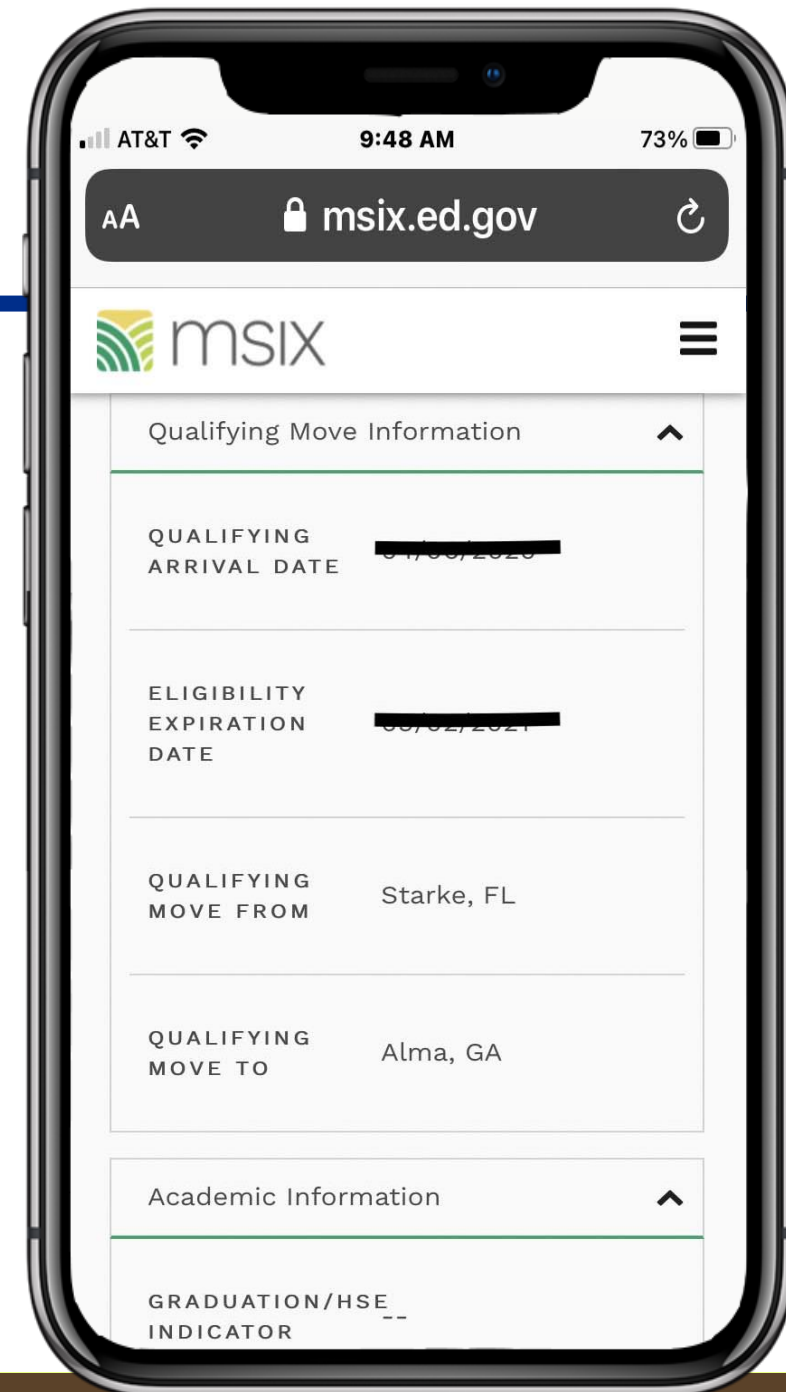 AT&T 9:48 AM 73%
AA msix.ed.gov
msix
Qualifying Move Information
QUALIFYING
ARRIVAL DATE
ELIGIBILITY
EXPIRATION
DATE
QUALIFYING
MOVE FROM
Starke, FL
QUALIFYING
MOVE TO
Alma, GA
Academic Information
GRADUATION/HSE
INDICATOR
--